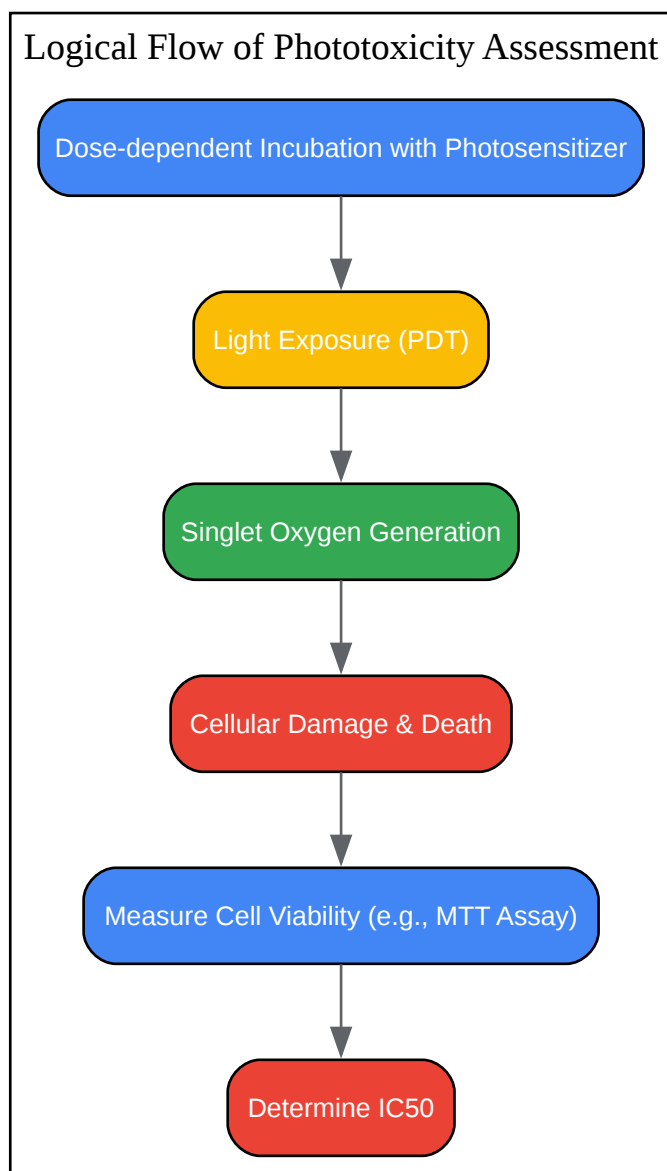 Logical Flow of Phototoxicity Assessment
Dose-dependent Incubation with Photosensitizer
Light Exposure (PDT)
Singlet Oxygen Generation
Cellular Damage & Death
Measure Cell Viability (e.g., MTT Assay)
Determine IC50